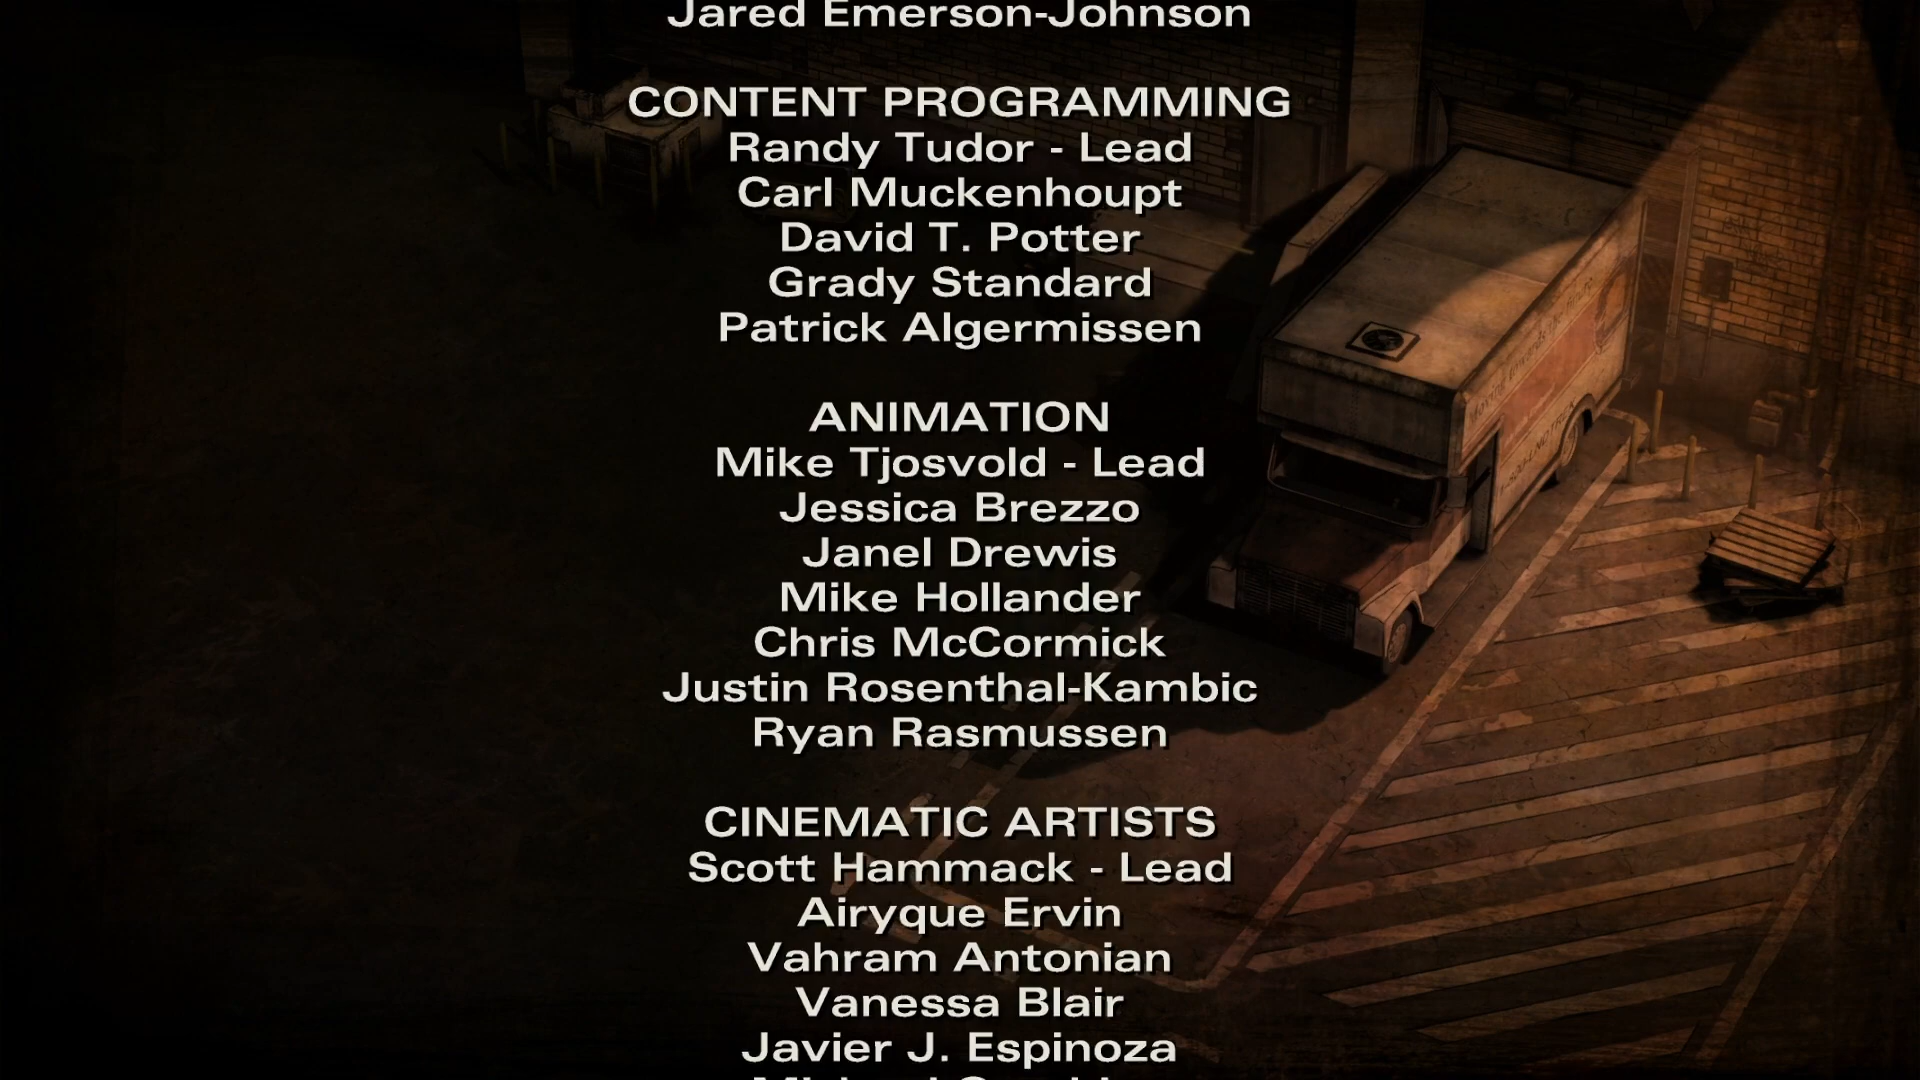 Jared Emerson-Johnson
CONTENT PROGRAMMING
Randy Tudor - Lead
Carl Muckenhoupt
David T. Potter
Grady Standard
Patrick Algermissen
ANIMATION
Mike Tjosvold - Lead
Jessica Brezzo
Janel Drewis
Mike Hollander
Chris McCormick
Justin Rosenthal-Kambic
Ryan Rasmussen
CINEMATIC ARTISTS
Scott Hammack - Lead
Airyque Ervin
Vahram Antonian
Vanessa Blair
Javier J. Espinoza